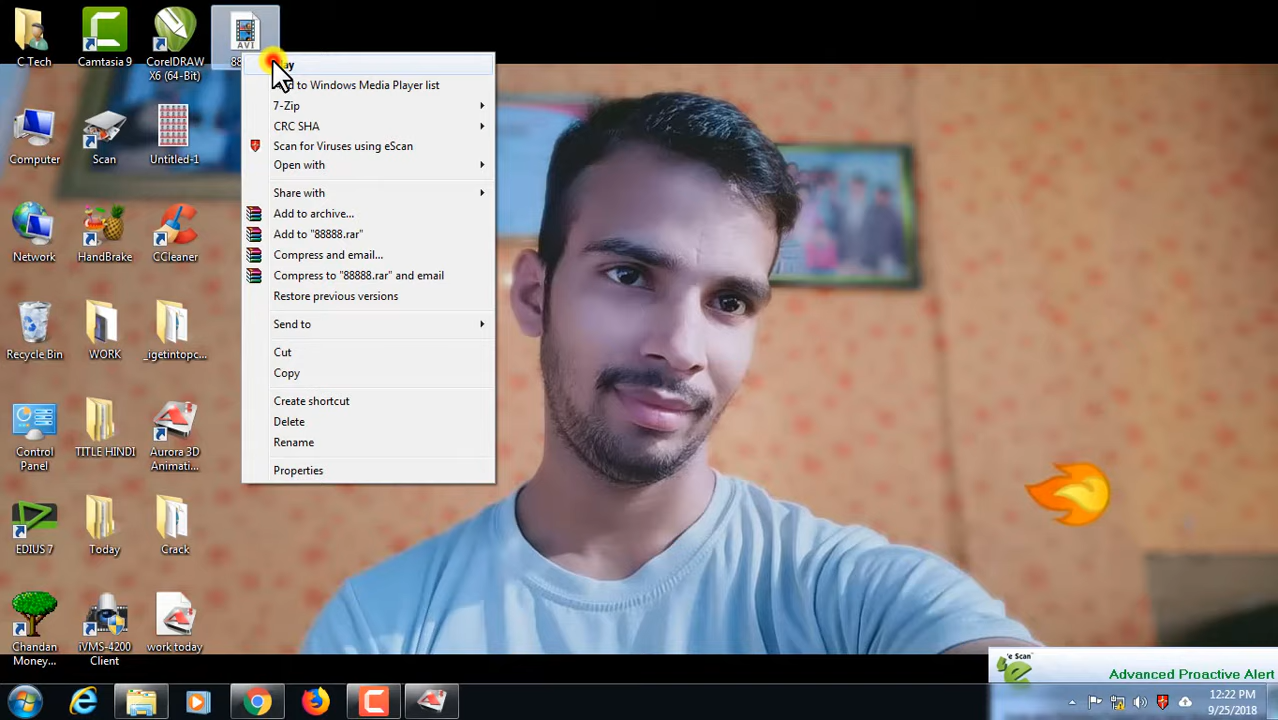 C Tech
Camtasia 9
CorelDRAW
X6 (64-Bit)
AVI
Computer
Scan
Untitled-1
Network
HandBrake
CCleaner
Recycle Bin
WORK
_igetintopc...
Control
Panel
TITLE HINDI
Aurora 3D
Animati...
EDIUS 7
Today
Crack
Chandan
Money...
iVMS-4200
Client
work today
to Windows Media Player list
7-Zip
CRC SHA
Scan for Viruses using eScan
Open with
Share with
Add to archive...
Add to "88888.rar"
Compress and email...
Compress to "88888.rar" and email
Restore previous versions
Send to
Cut
Copy
Create shortcut
Delete
Rename
Properties
e Scan
Advanced Proactive Alert
12:22 PM
9/25/2018